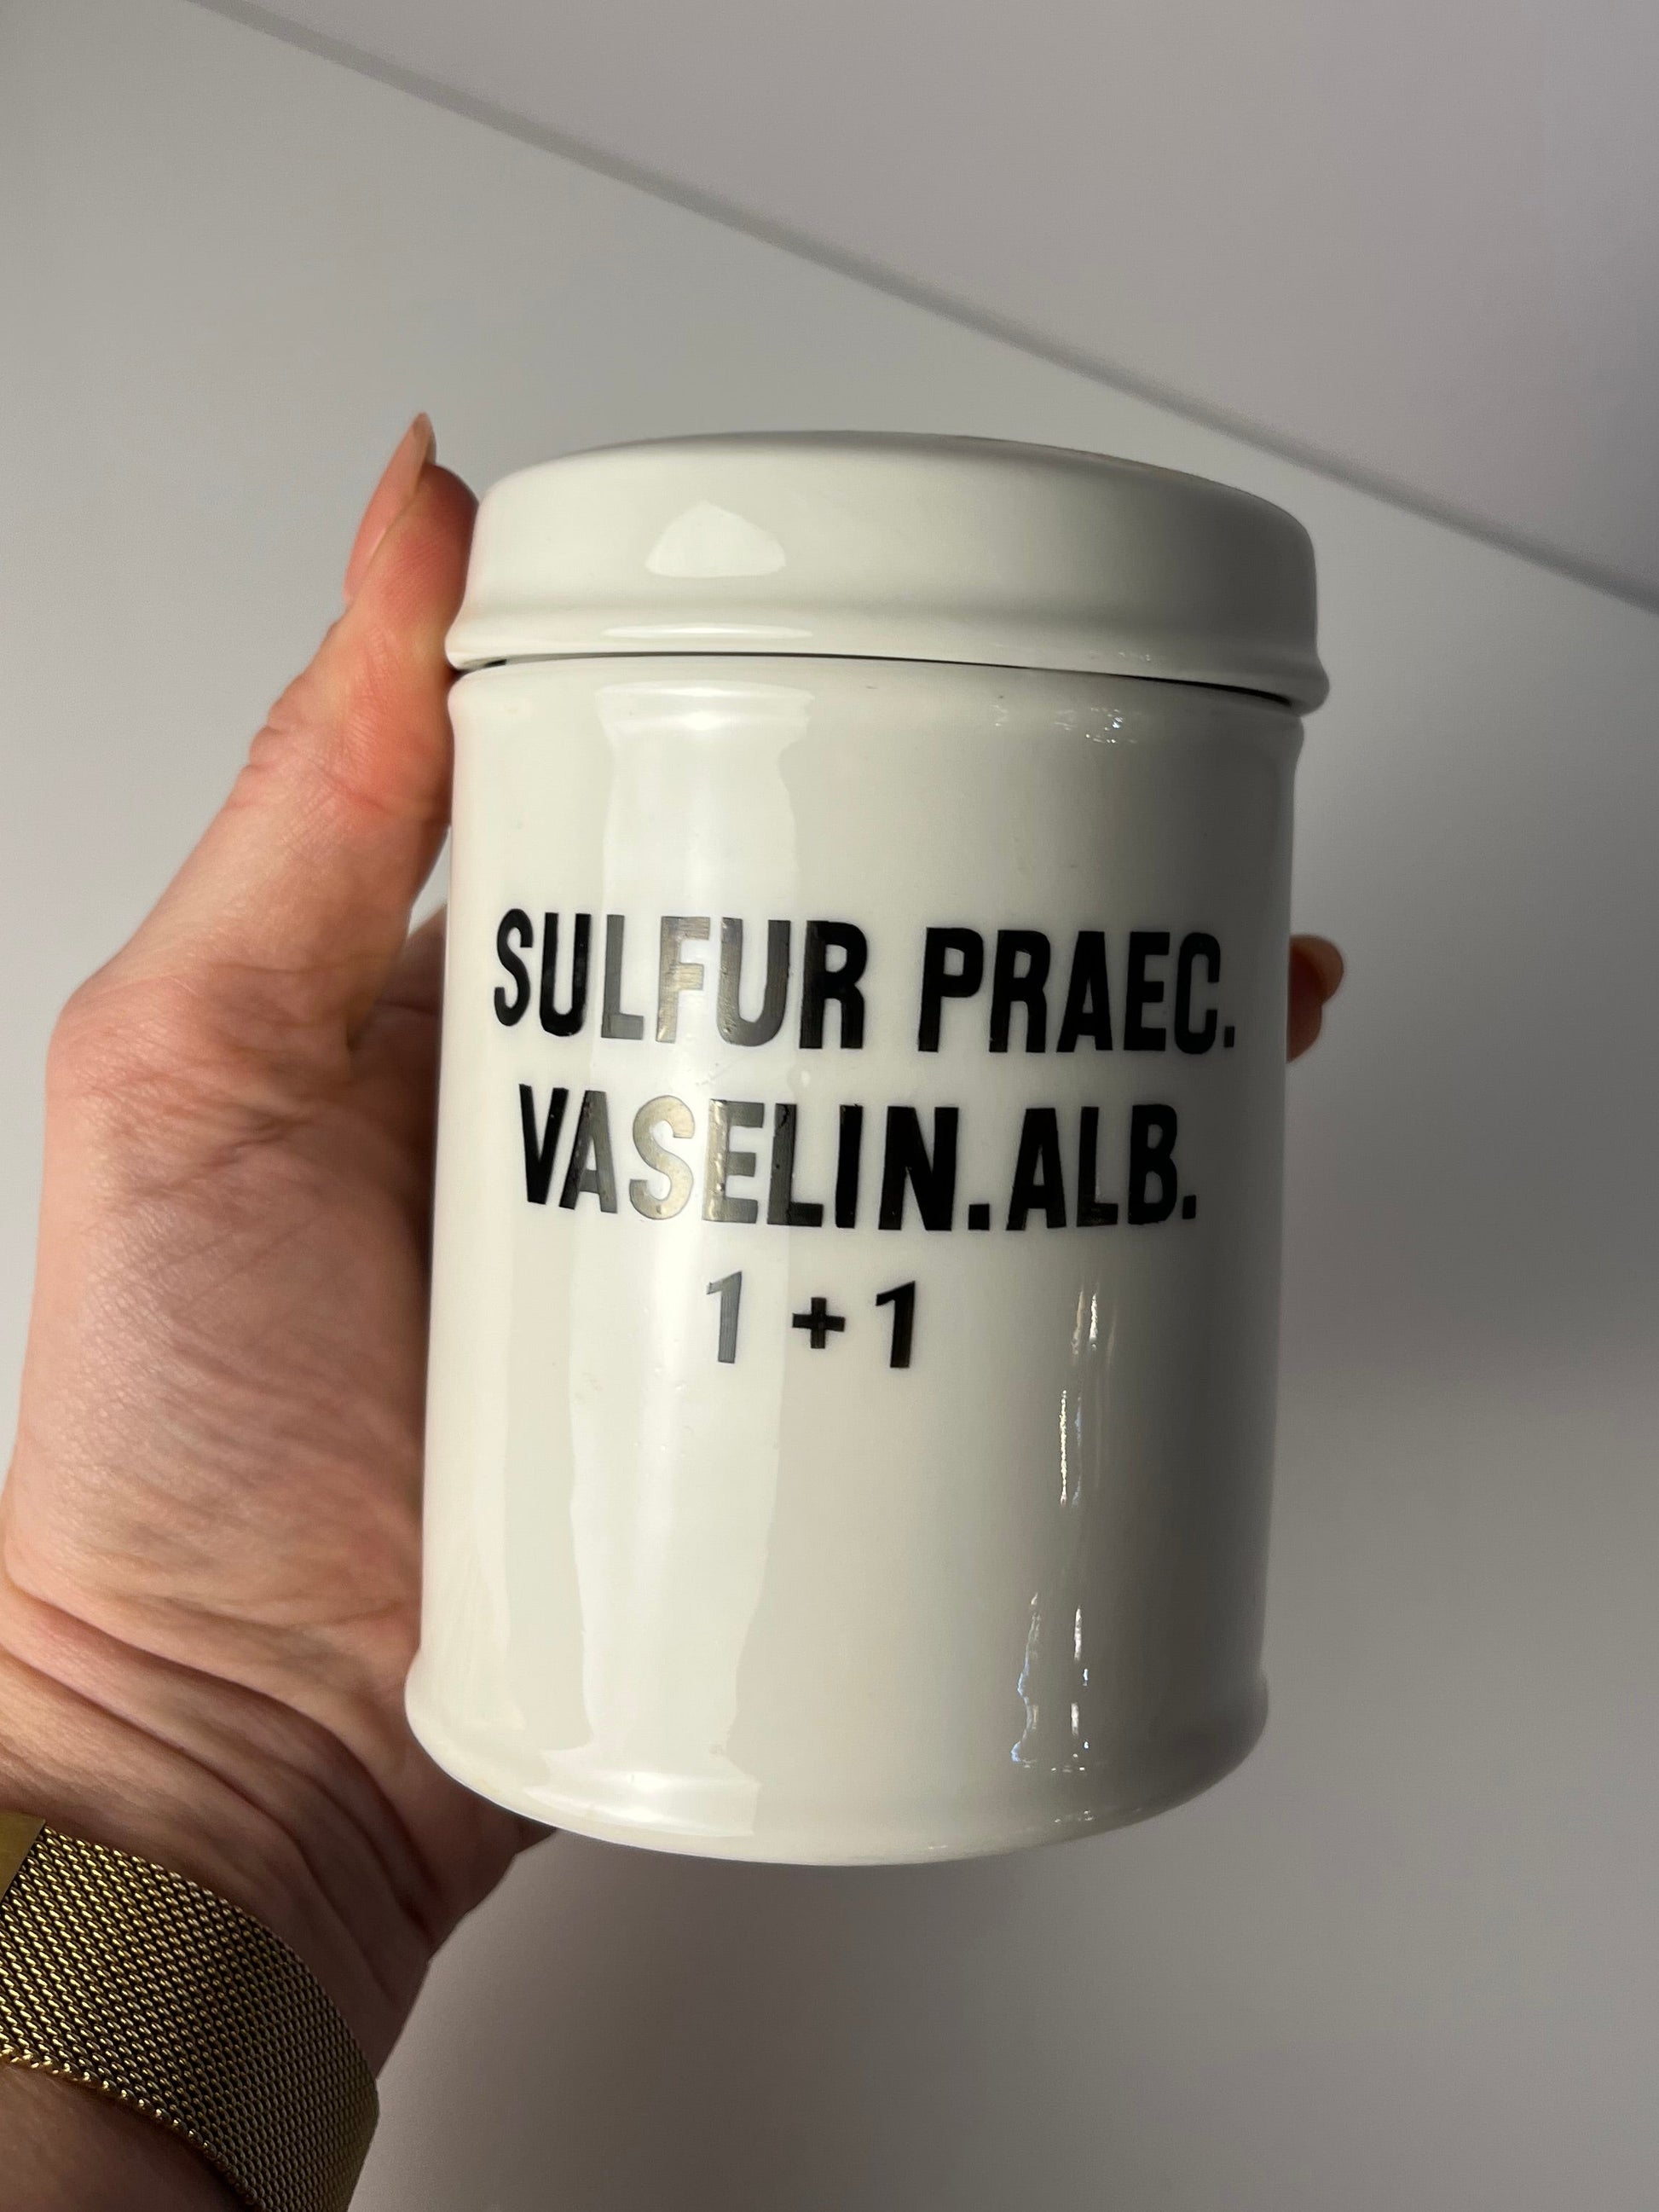 SULFUR PRAEC.
VASELIN.ALB.
1+1